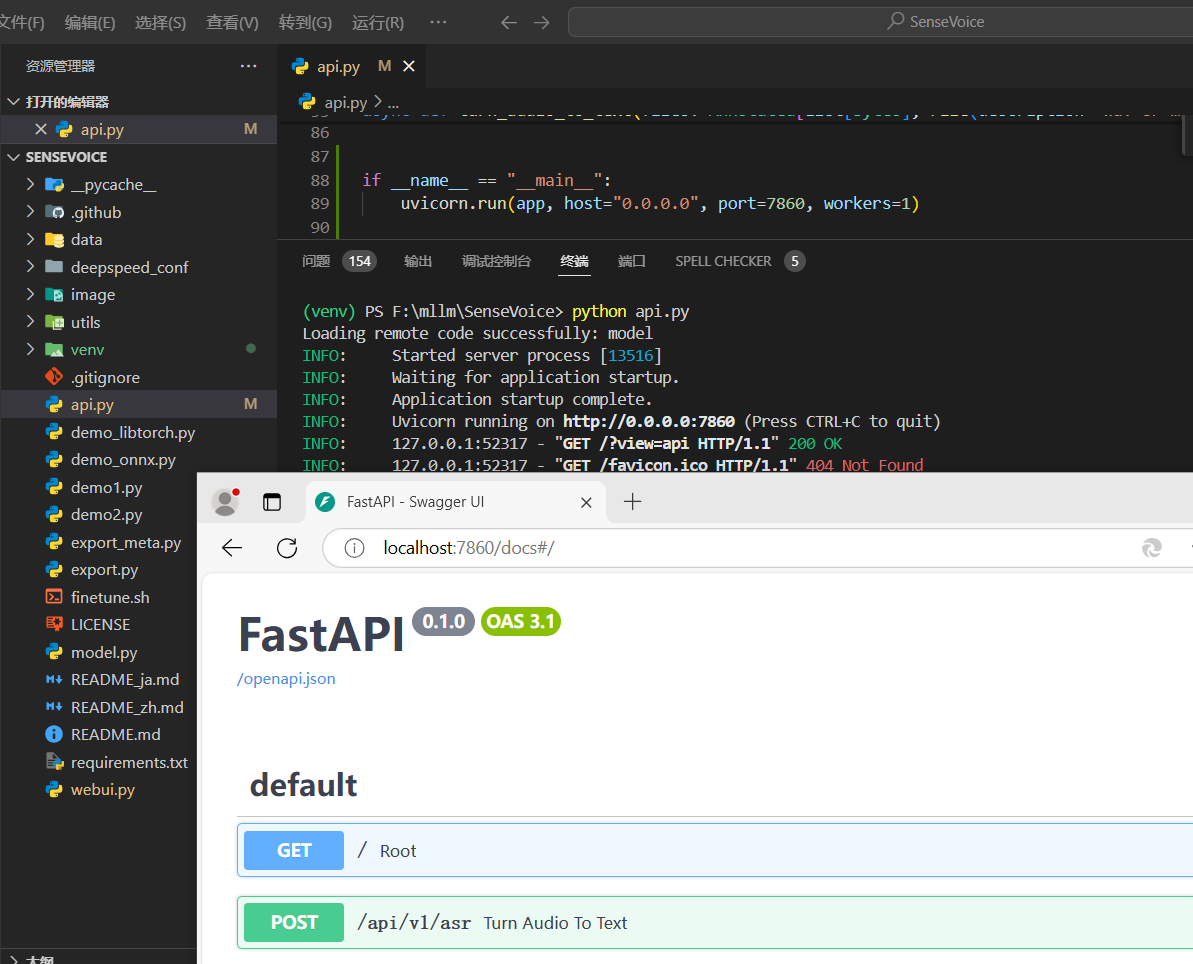 文件(F) 编辑(E) 选择(S) 查看(V) 转到(G) 运行(R) ··· SenseVoice
资源管理器 ···
打开的编辑器
api.py M
SENSEVOICE
__pycache__
.github
data
deepspeed_conf
image
utils
venv
.gitignore
api.py M
demo_libtorch.py
demo_onnx.py
demo1.py
demo2.py
export_meta.py
export.py
finetune.sh
LICENSE
model.py
README_ja.md
README_zh.md
README.md
requirements.txt
webui.py
大纲
api.py M
api.py > ...
86
87
88 if __name__ == "__main__":
89 uvicorn.run(app, host="0.0.0.0", port=7860, workers=1)
90
问题 154 输出 调试控制台 终端 端口 SPELL CHECKER 5
(venv) PS F:\mllm\SenseVoice> python api.py
Loading remote code successfully: model
INFO: Started server process [13516]
INFO: Waiting for application startup.
INFO: Application startup complete.
INFO: Uvicorn running on http://0.0.0.0:7860 (Press CTRL+C to quit)
INFO: 127.0.0.1:52317 - "GET /?view=api HTTP/1.1" 200 OK
INFO: 127.0.0.1:52317 - "GET /favicon.ico HTTP/1.1" 404 Not Found
FastAPI - Swagger UI
localhost:7860/docs#/
FastAPI 0.1.0 OAS 3.1
/openapi.json
default
GET / Root
POST /api/v1/asr Turn Audio To Text